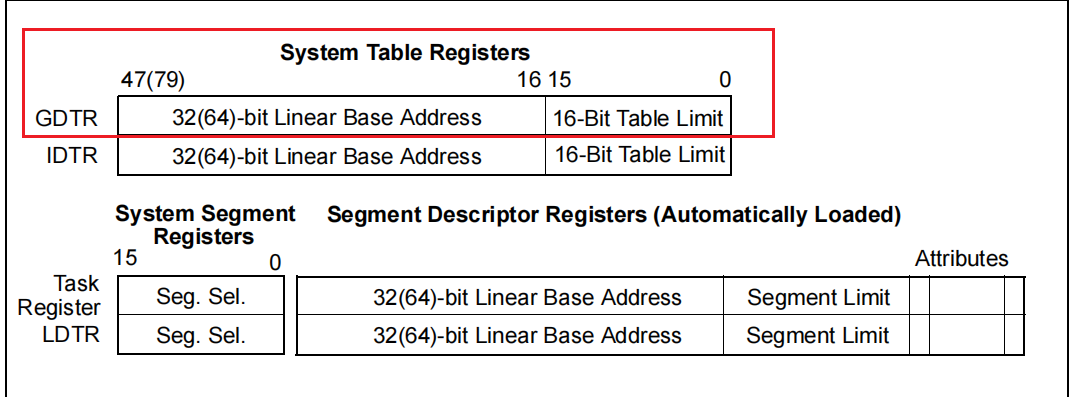 System Table Registers
47(79) 16 15 0
GDTR 32(64)-bit Linear Base Address 16-Bit Table Limit
IDTR 32(64)-bit Linear Base Address 16-Bit Table Limit
System Segment Segment Descriptor Registers (Automatically Loaded)
Registers
15 0 Attributes
Task
Register Seg. Sel. 32(64)-bit Linear Base Address Segment Limit
LDTR Seg. Sel. 32(64)-bit Linear Base Address Segment Limit